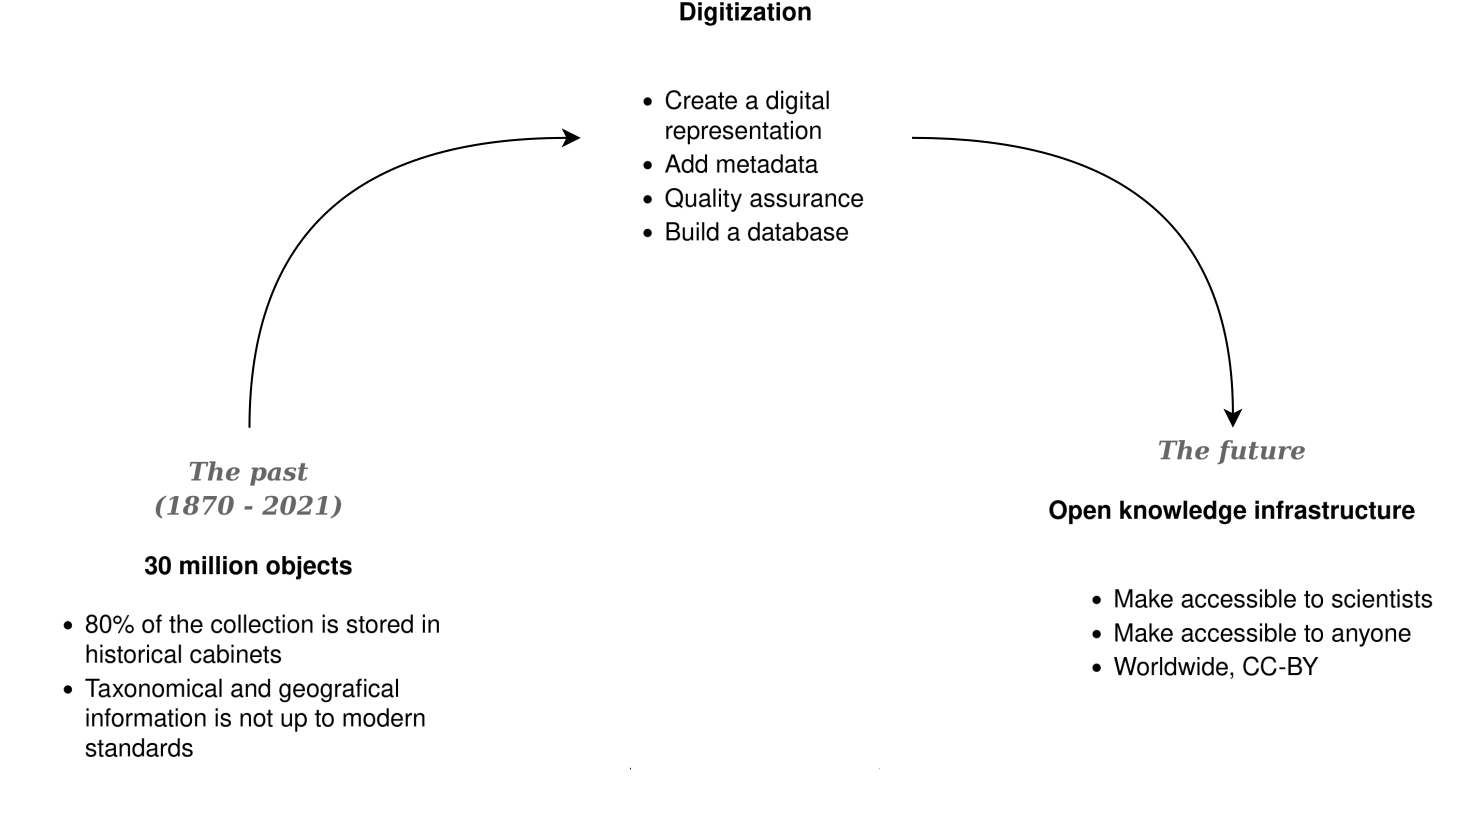 Digitization
• Create a digital
representation
• Add metadata
• Quality assurance
• Build a database
The past
(1870 - 2021)
30 million objects
• 80% of the collection is stored in
historical cabinets
• Taxonomical and geografical
information is not up to modern
standards
The future
Open knowledge infrastructure
• Make accessible to scientists
• Make accessible to anyone
• Worldwide, CC-BY